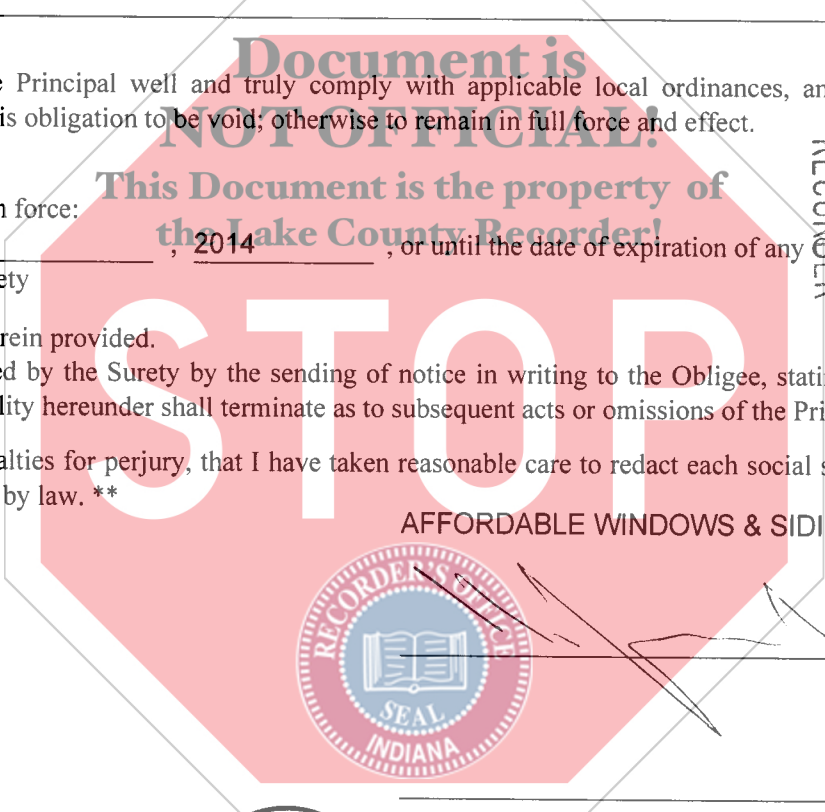 Document is
e Principal well and truly comply with applicable local ordinances, an
is obligation to be void; otherwise to remain in full force and effect.
NOT OFFICIAL!
This Document is the property of
n force:
the Lake County Recorder!
, 2014 , or until the date of expiration of any C
ety
RECORDER
STOP
rein provided.
ed by the Surety by the sending of notice in writing to the Obligee, stati
lity hereunder shall terminate as to subsequent acts or omissions of the Pri
alties for perjury, that I have taken reasonable care to redact each social s
by law. **
AFFORDABLE WINDOWS & SIDI
RECORDER'S OFFICE
SEAL
INDIANA